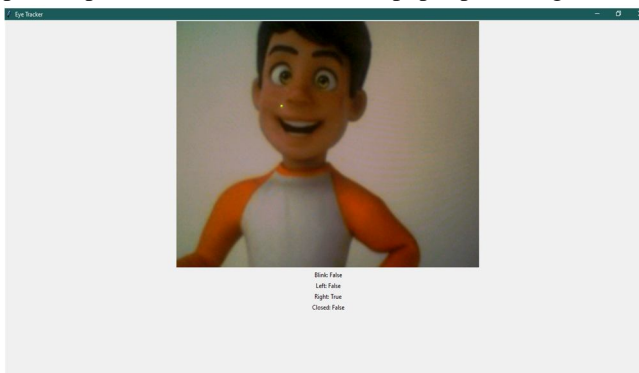 Eye Tracker
Blink: False
Left: False
Right: True
Closed: False